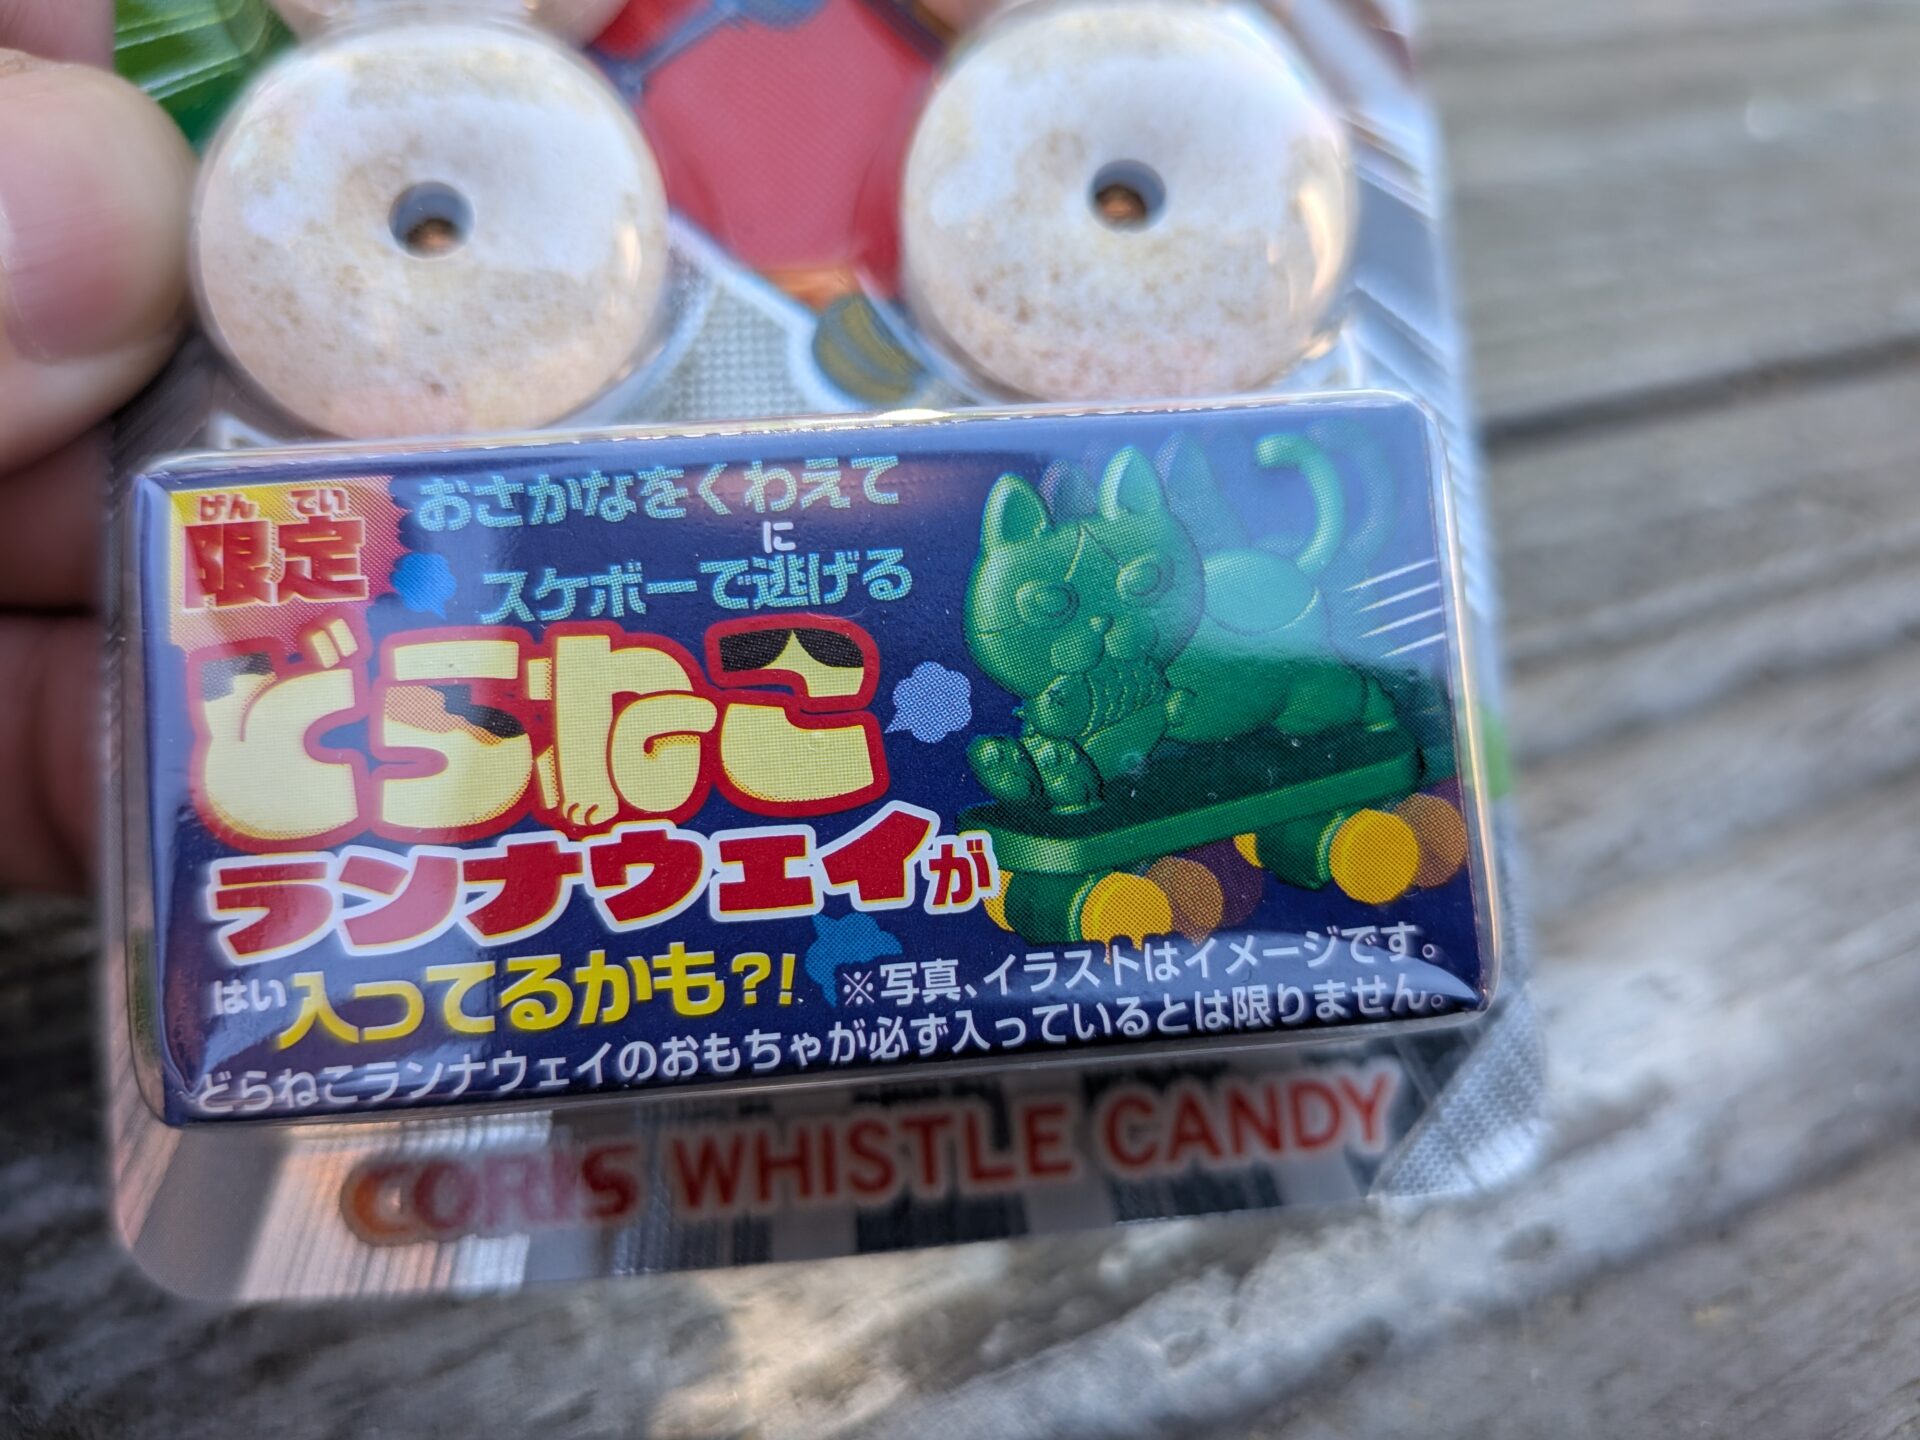 げんてい
限定
おさかなをくわえて
に
スケボーで逃げる
どらねこ
ランナウェイが
はい
入ってるかも?!
※写真、イラストはイメージです。
どらねこランナウェイのおもちゃが必ず入っているとは限りません。
CORIS WHISTLE CANDY